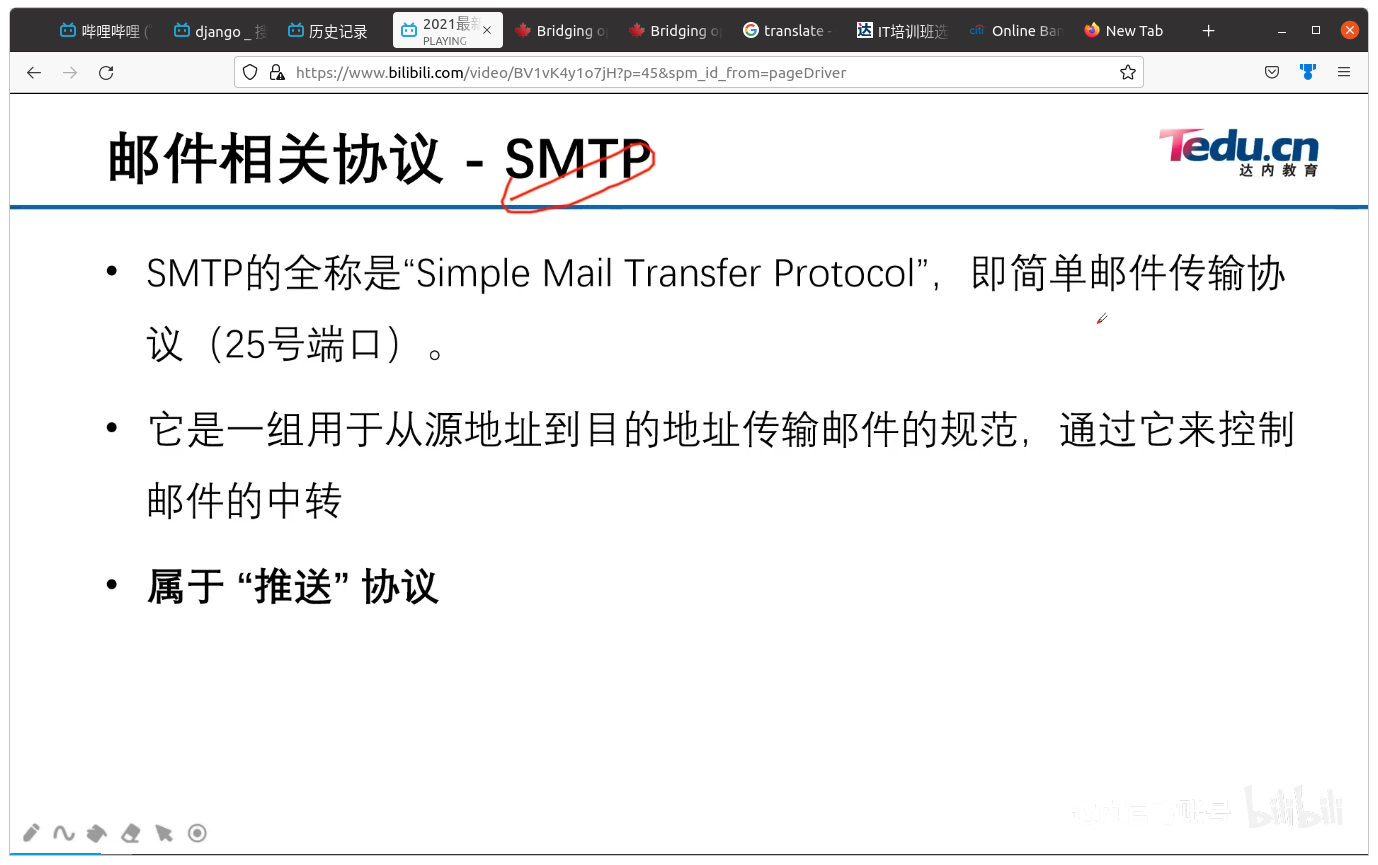 哔哩哔哩 (
django _ 搜
历史记录
2021最新
PLAYING
Bridging o
Bridging o
translate -
IT培训班选
citi
Online Ban
New Tab
https://www.bilibili.com/video/BV1vK4y1o7jH?p=45&spm_id_from=pageDriver
邮件相关协议 - SMTP
Tedu.cn
达内教育
• SMTP的全称是“Simple Mail Transfer Protocol”，即简单邮件传输协
议（25号端口）。
• 它是一组用于从源地址到目的地址传输邮件的规范，通过它来控制
邮件的中转
• 属于 “推送” 协议
bilibili